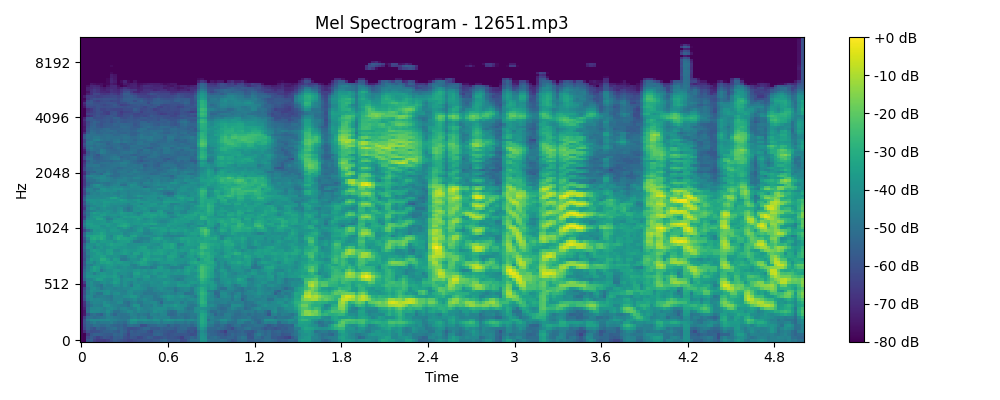 Mel Spectrogram - 12651.mp3
8192
4096
2048
1024
512
0
Hz
0 0.6 1.2 1.8 2.4 3 3.6 4.2 4.8
Time
+0 dB
-10 dB
-20 dB
-30 dB
-40 dB
-50 dB
-60 dB
-70 dB
-80 dB